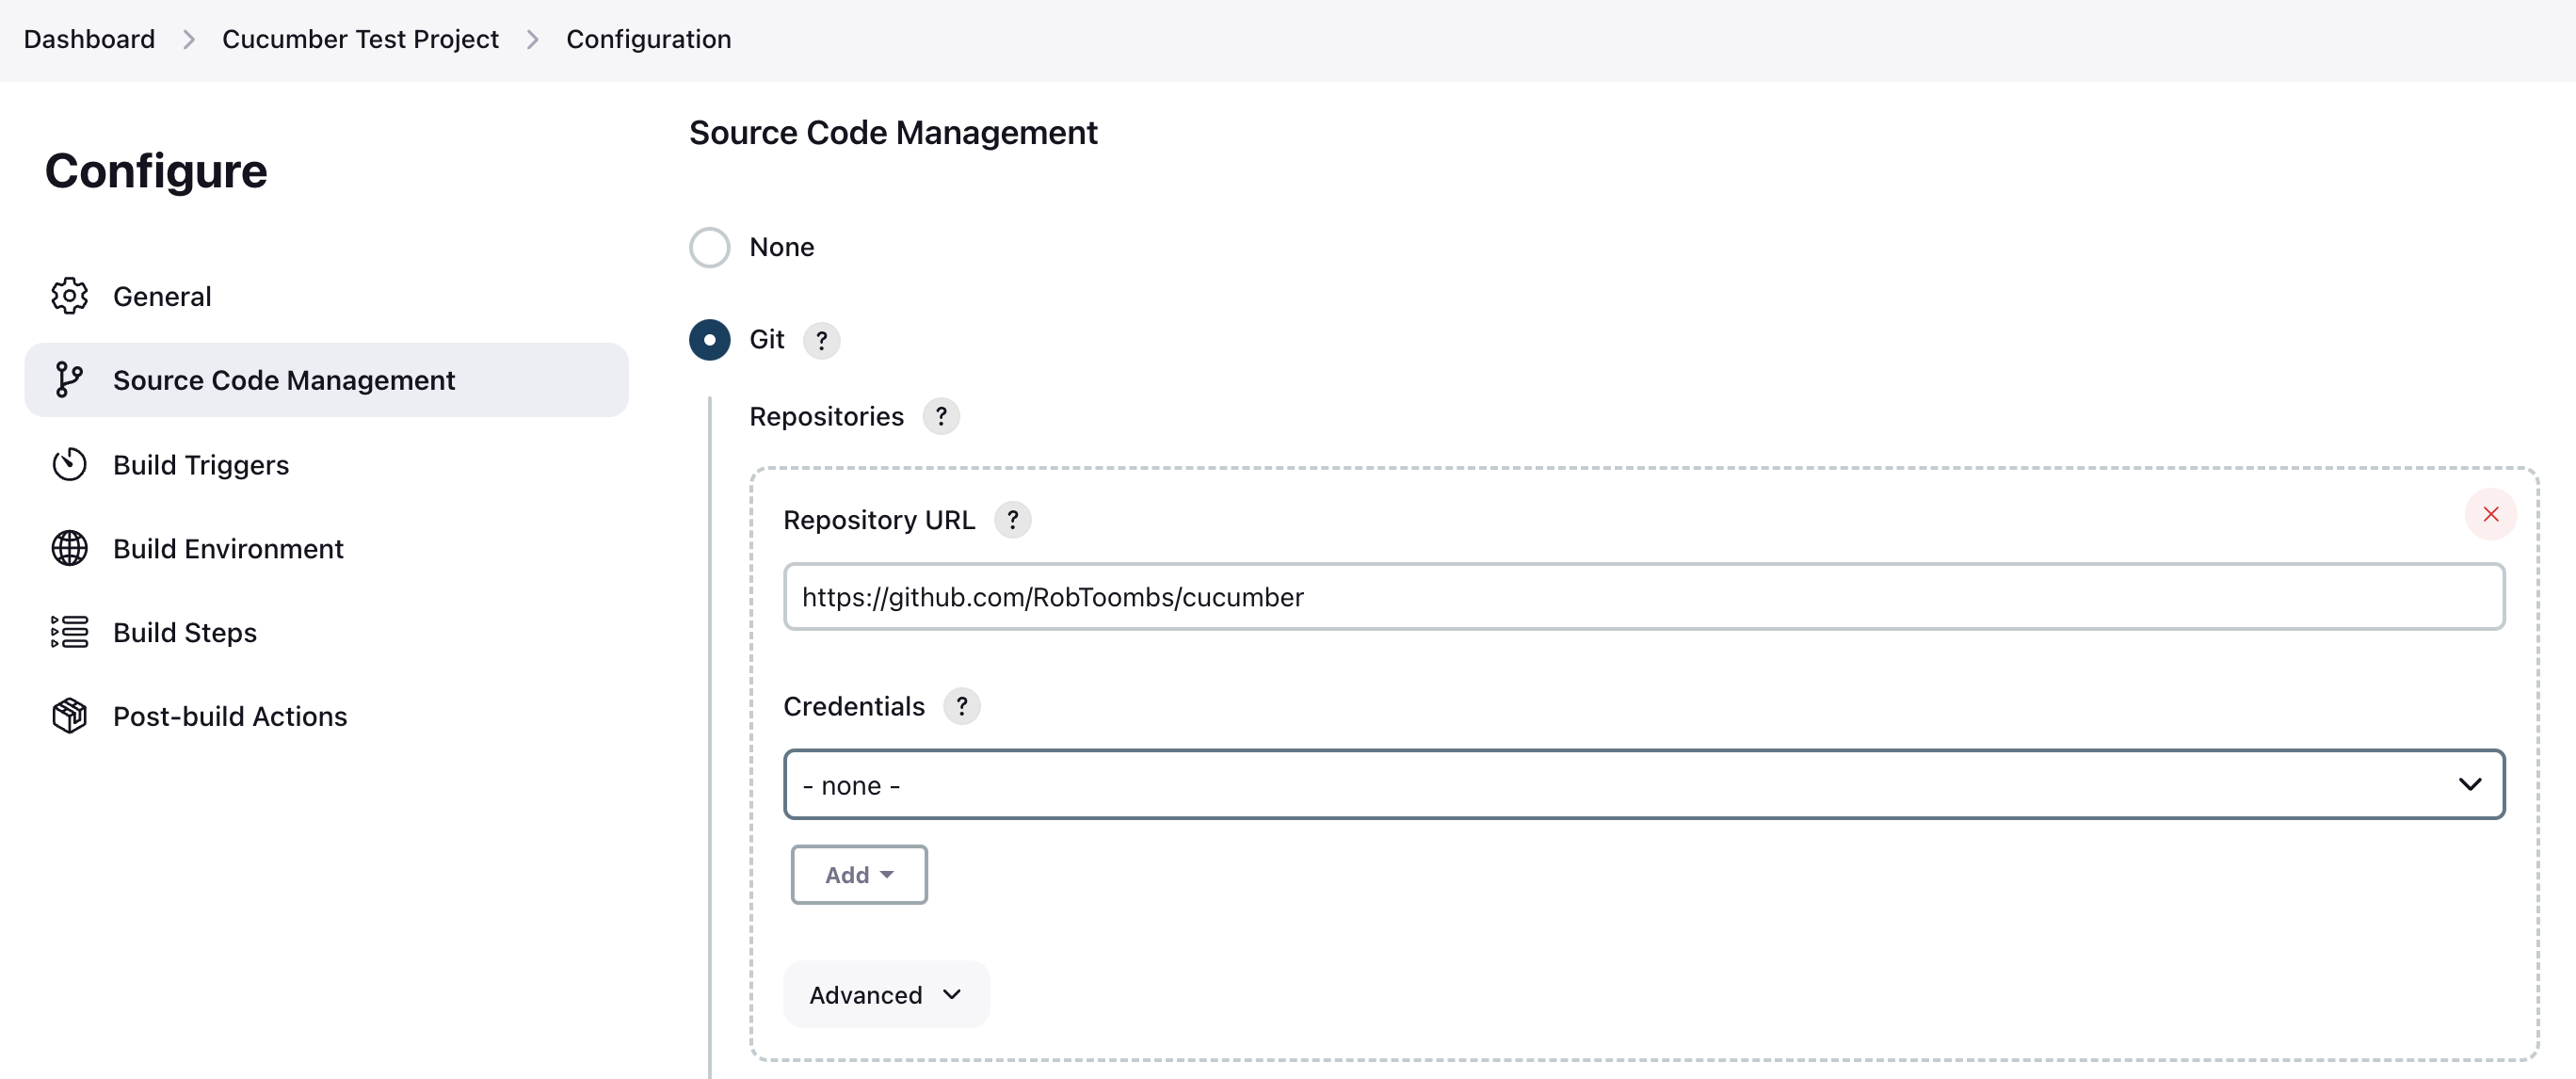 Dashboard > Cucumber Test Project > Configuration
Configure
General
Source Code Management
Build Triggers
Build Environment
Build Steps
Post-build Actions
Source Code Management
None
Git ?
Repositories ?
Repository URL ?
https://github.com/RobToombs/cucumber
Credentials ?
- none -
Add
Advanced